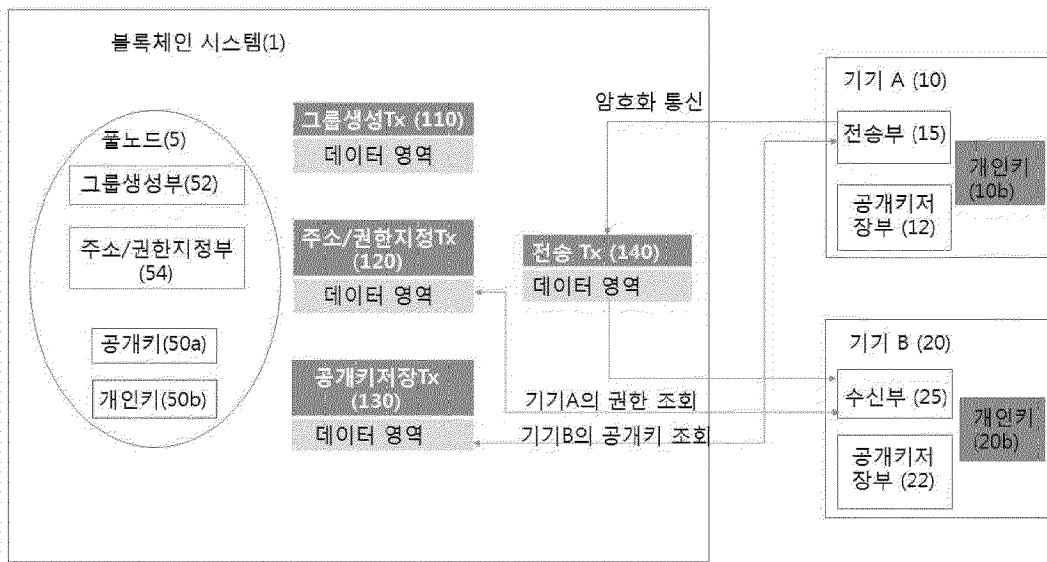 블록체인 시스템(1)
풀노드(5)
그룹생성부(52)
주소/권한지정부
(54)
공개키(50a)
개인키(50b)
그룹생성Tx (110)
데이터 영역
주소/권한지정Tx
(120)
데이터 영역
공개키저장Tx
(130)
데이터 영역
암호화 통신
전송 Tx (140)
데이터 영역
기기A의 권한 조회
기기B의 공개키 조회
기기 A (10)
전송부 (15)
개인키
(10b)
공개키저
장부 (12)
기기 B (20)
수신부 (25)
개인키
(20b)
공개키저
장부 (22)